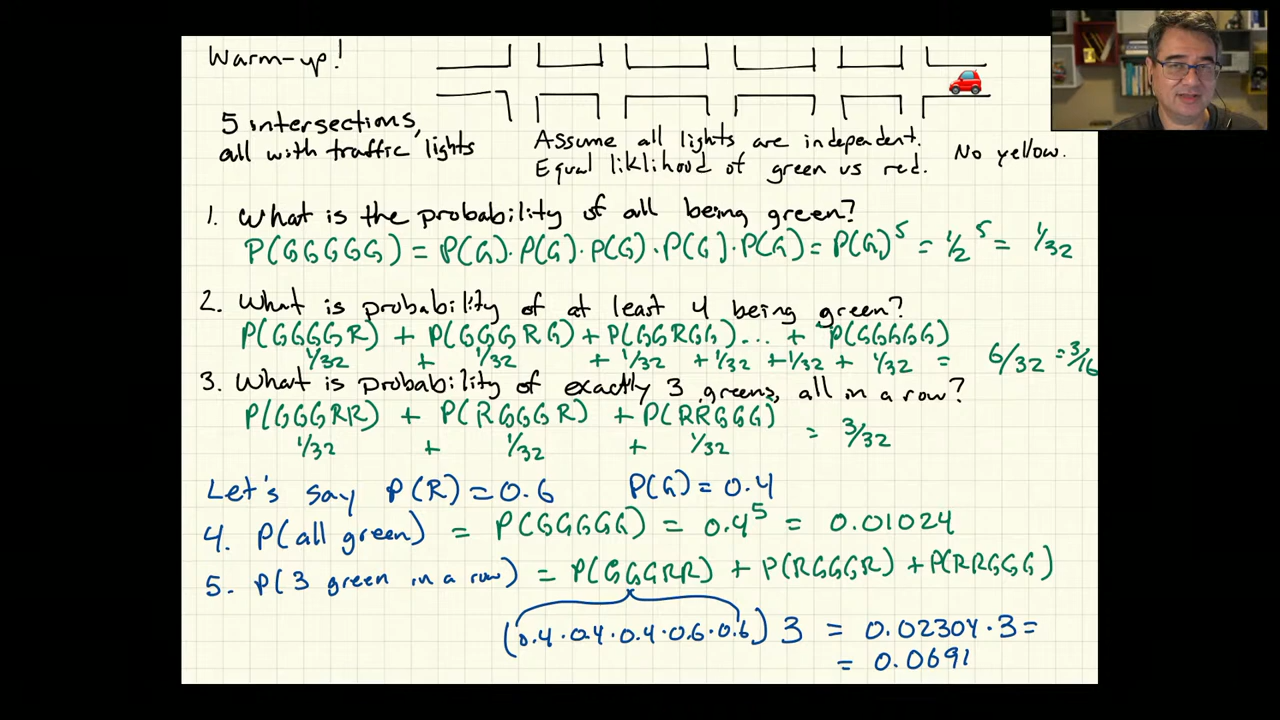 Warm-up!
5 intersections,
all with traffic lights
Assume all lights are independent.
Equal liklihood of green vs red.
No yellow.
1. What is the probability of all being green?
P(GGGGG) = P(G)·P(G)·P(G)·P(G)·P(G) = P(G)^5 = 1/2^5 = 1/32
2. What is probability of at least 4 being green?
P(GGGGR) + P(GGGRG) + P(GGRGG)... + P(GGGGG)
1/32 + 1/32 + 1/32 + 1/32 + 1/32 + 1/32 = 6/32 = 3/16
3. What is probability of exactly 3 greens, all in a row?
P(GGGRR) + P(RGGGR) + P(RRGGG)
1/32 + 1/32 + 1/32 = 3/32
Let's say P(R) = 0.6 P(G) = 0.4
4. P(all green) = P(GGGGG) = 0.4^5 = 0.01024
5. P(3 green in a row) = P(GGGRR) + P(RGGGR) + P(RRGGG)
(0.4·0.4·0.4·0.6·0.6) 3 = 0.02304·3 =
= 0.0691